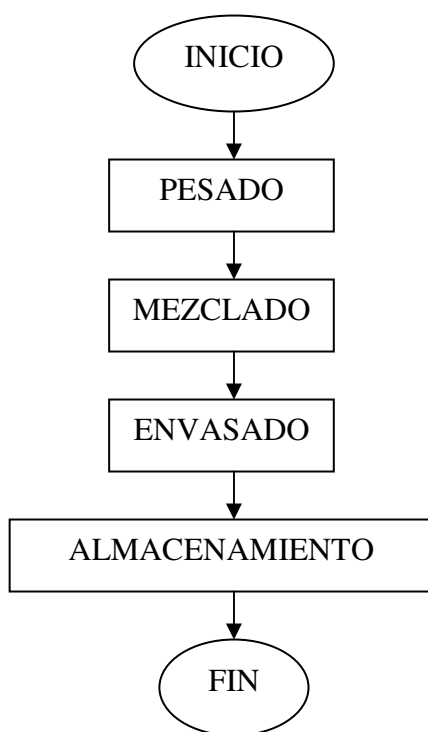 INICIO
PESADO
MEZCLADO
ENVASADO
ALMACENAMIENTO
FIN